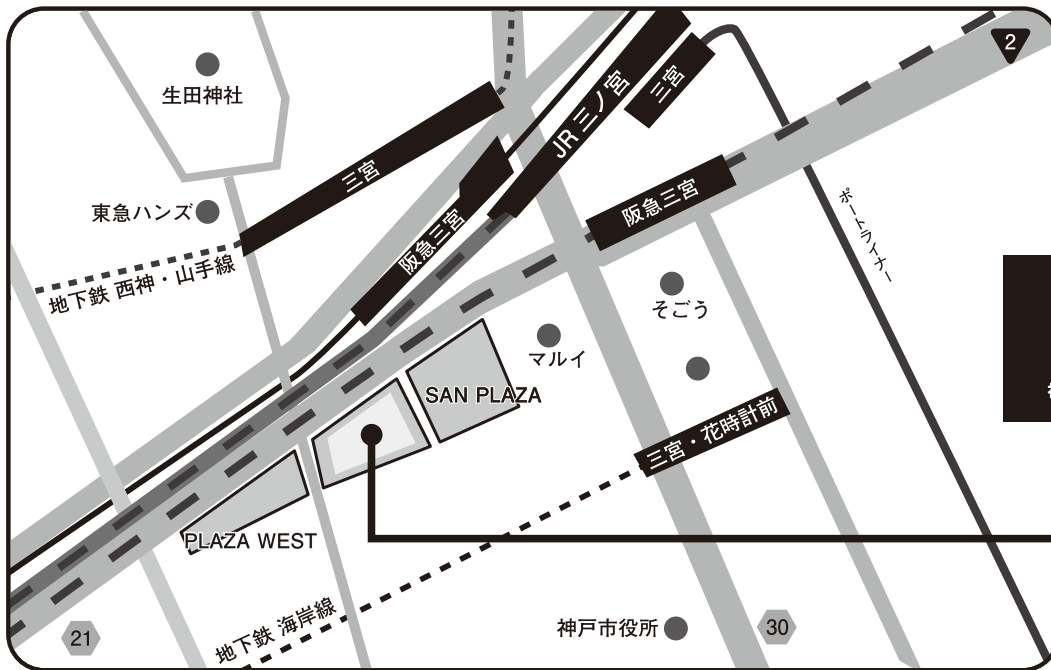 2
生田神社
JR 三ノ宮
三宮
三宮
阪急三宮
阪急三宮
東急ハンズ
地下鉄 西神・山手線
ポートライナー
そごう
マルイ
SAN PLAZA
三宮・花時計前
PLAZA WEST
地下鉄 海岸線
神戸市役所
21
30